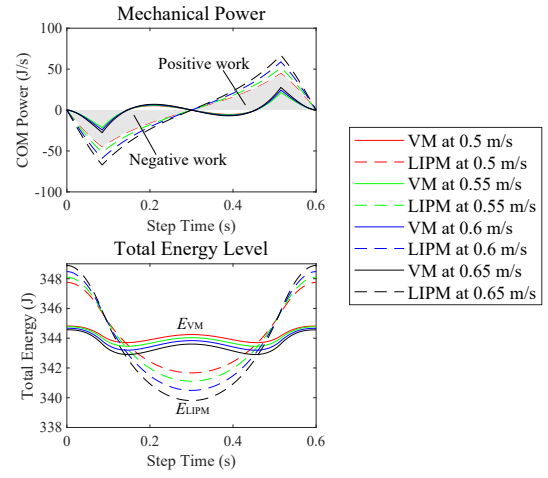 Mechanical Power
COM Power (J/s)
100
50
0
-50
-100
Positive work
Negative work
0
0.2
0.4
0.6
Step Time (s)
Total Energy Level
Total Energy (J)
348
346
344
342
340
338
EVM
ELIPM
0
0.2
0.4
0.6
Step Time (s)
VM at 0.5 m/s
LIPM at 0.5 m/s
VM at 0.55 m/s
LIPM at 0.55 m/s
VM at 0.6 m/s
LIPM at 0.6 m/s
VM at 0.65 m/s
LIPM at 0.65 m/s